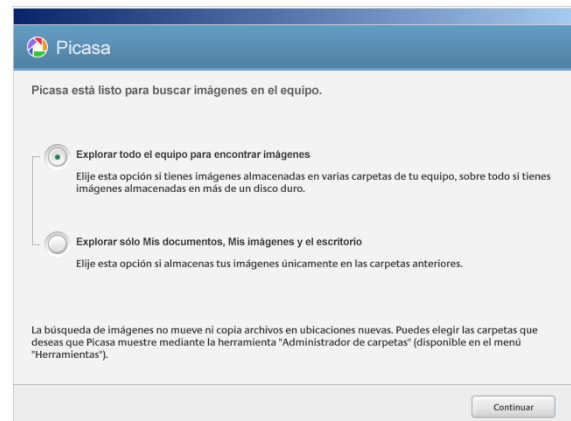 Picasa
Picasa está listo para buscar imágenes en el equipo.
Explorar todo el equipo para encontrar imágenes
Elije esta opción si tienes imágenes almacenadas en varias carpetas de tu equipo, sobre todo si tienes
imágenes almacenadas en más de un disco duro.
Explorar sólo Mis documentos, Mis imágenes y el escritorio
Elije esta opción si almacenas tus imágenes únicamente en las carpetas anteriores.
La búsqueda de imágenes no mueve ni copia archivos en ubicaciones nuevas. Puedes elegir las carpetas que
deseas que Picasa muestre mediante la herramienta "Administrador de carpetas" (disponible en el menú
"Herramientas").
Continuar